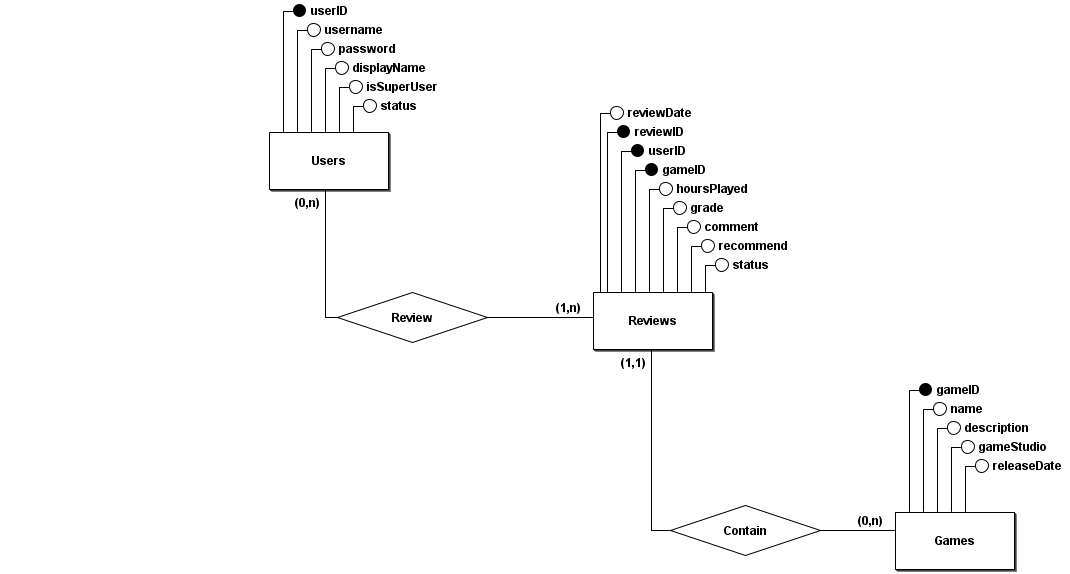 userID
username
password
displayName
isSuperUser
status
Users
(0,n)
Review
(1,n)
reviewDate
reviewID
userID
gameID
hoursPlayed
grade
comment
recommend
status
Reviews
(1,1)
Contain
(0,n)
gameID
name
description
gameStudio
releaseDate
Games